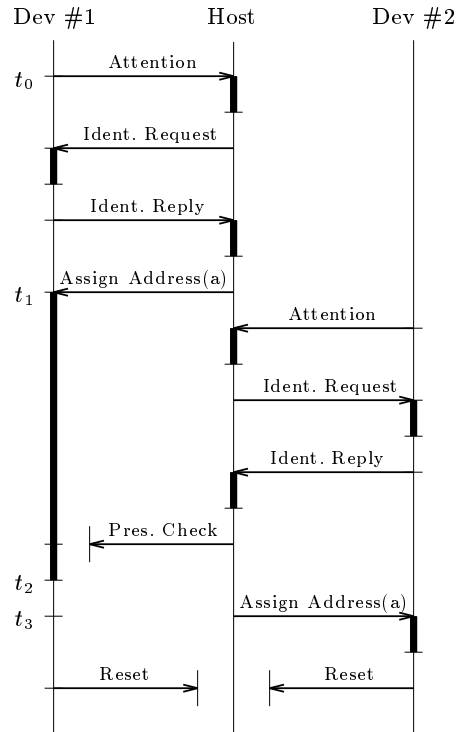 Dev #1 Host Dev #2
t0 Attention
Ident. Request
Ident. Reply
t1 Assign Address(a)
Attention
Ident. Request
Ident. Reply
Pres. Check
t2
t3 Assign Address(a)
Reset Reset